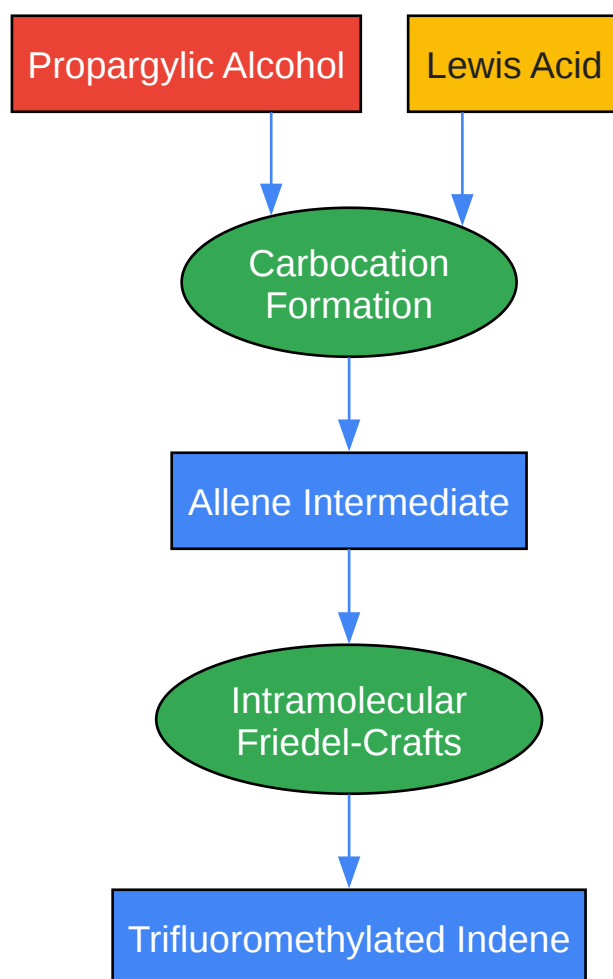 Propargylic Alcohol
Lewis Acid
Carbocation
Formation
Allene Intermediate
Intramolecular
Friedel-Crafts
Trifluoromethylated Indene